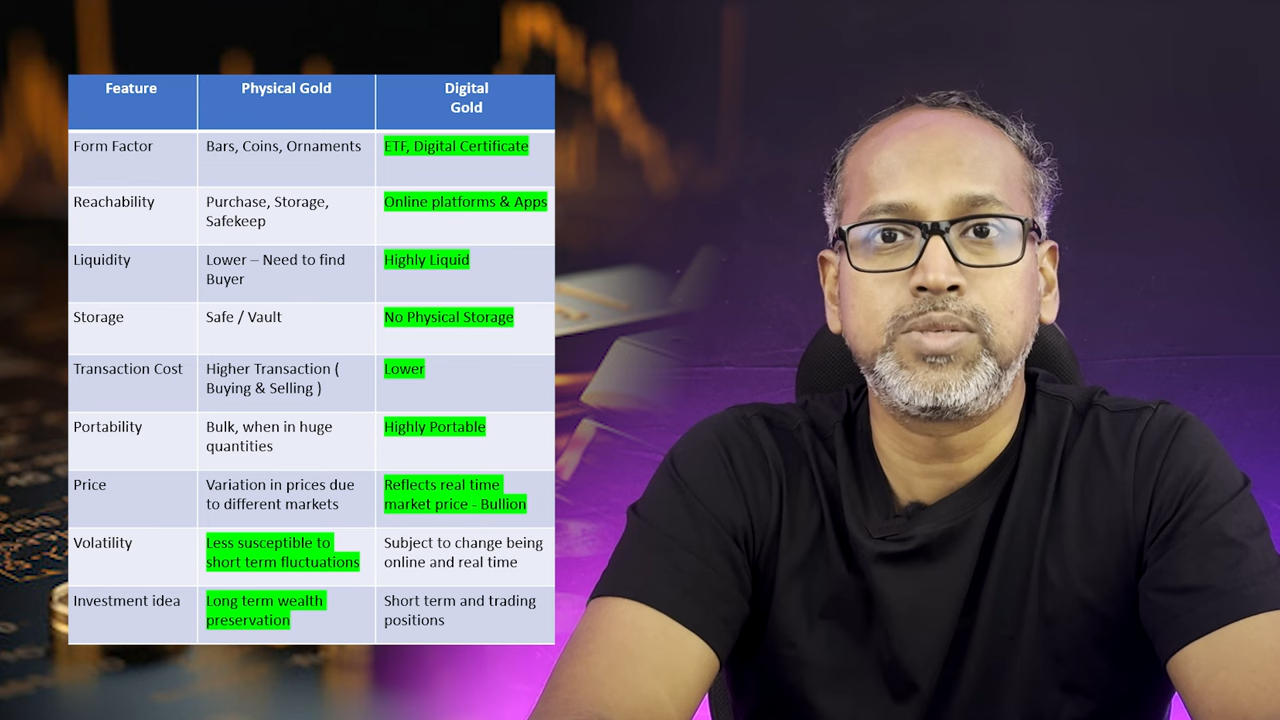 Feature
Physical Gold
Digital
Gold
Form Factor
Bars, Coins, Ornaments
ETF, Digital Certificate
Reachability
Purchase, Storage,
Safekeep
Online platforms & Apps
Liquidity
Lower – Need to find
Buyer
Highly Liquid
Storage
Safe / Vault
No Physical Storage
Transaction Cost
Higher Transaction (
Buying & Selling )
Lower
Portability
Bulk, when in huge
quantities
Highly Portable
Price
Variation in prices due
to different markets
Reflects real time
market price - Bullion
Volatility
Less susceptible to
short term fluctuations
Subject to change being
online and real time
Investment idea
Long term wealth
preservation
Short term and trading
positions